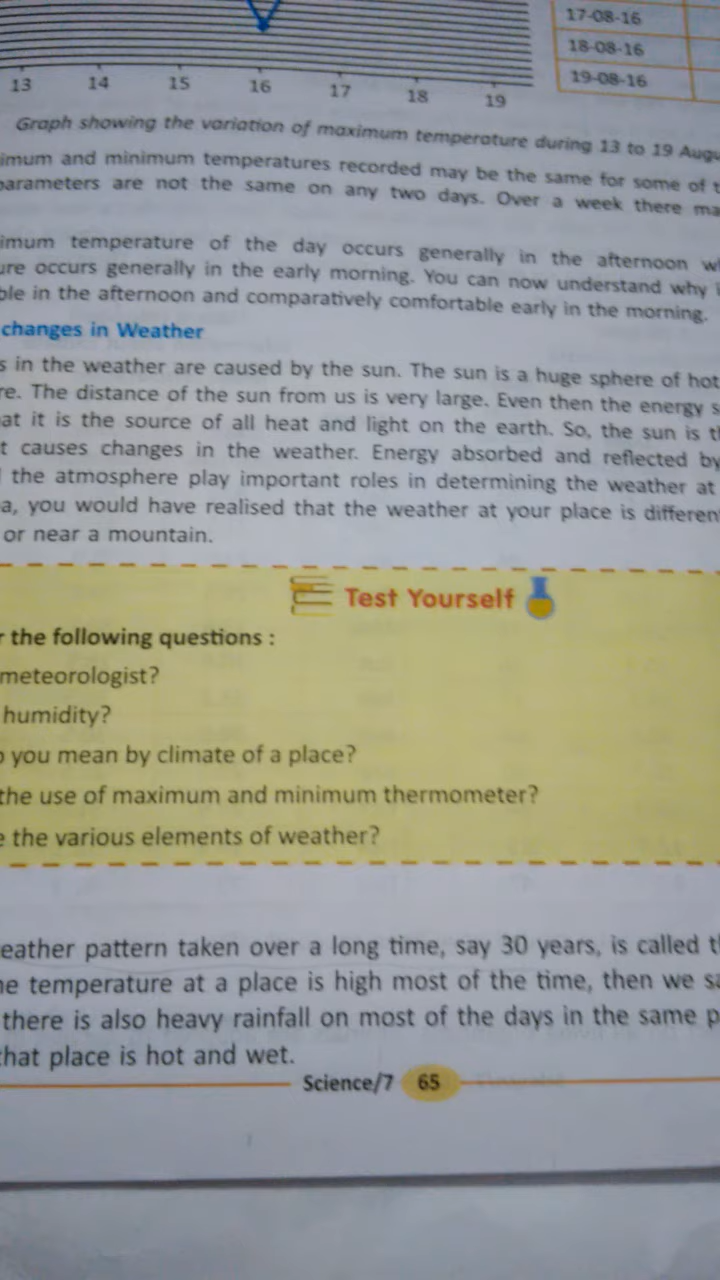 17-08-16
18-08-16
19-08-16
13 14 15 16 17 18 19
Graph showing the variation of maximum temperature during 13 to 19 Augu
imum and minimum temperatures recorded may be the same for some of t
parameters are not the same on any two days. Over a week there ma
imum temperature of the day occurs generally in the afternoon w
ure occurs generally in the early morning. You can now understand why i
ble in the afternoon and comparatively comfortable early in the morning.
changes in Weather
s in the weather are caused by the sun. The sun is a huge sphere of hot
re. The distance of the sun from us is very large. Even then the energy s
at it is the source of all heat and light on the earth. So, the sun is th
t causes changes in the weather. Energy absorbed and reflected by
the atmosphere play important roles in determining the weather at
a, you would have realised that the weather at your place is differen
or near a mountain.
Test Yourself
r the following questions :
meteorologist?
humidity?
o you mean by climate of a place?
the use of maximum and minimum thermometer?
e the various elements of weather?
eather pattern taken over a long time, say 30 years, is called t
he temperature at a place is high most of the time, then we sa
there is also heavy rainfall on most of the days in the same p
that place is hot and wet.
Science/7 65